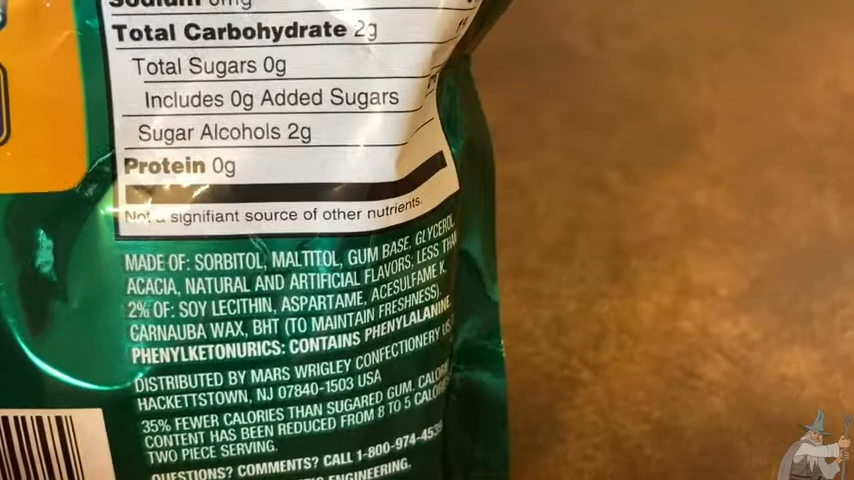 Sodium 0mg
Total Carbohydrate 2g
Total Sugars 0g
Includes 0g Added Sugars
Sugar Alcohols 2g
Protein 0g
Not a signifiant source of other nutrients.
MADE OF: SORBITOL, MALTITOL, GUM BASE, GLYCEROL,
ACACIA, NATURAL AND ARTIFICIAL FLAVORS; LESS THAN
2% OF: SOY LECITHIN, ASPARTAME, ACESULFAME K,
CARNAUBA WAX, BHT (TO MAINTAIN FRESHNESS).
PHENYLKETONURICS: CONTAINS PHENYLALANINE.
DISTRIBUTED BY MARS WRIGLEY CONFECTIONERY US
HACKETTSTOWN, NJ 07840-1503 USA
35% FEWER CALORIES THAN SUGARED GUM. CALORIE
CONTENT HAS BEEN REDUCED FROM 8 TO 5 CALORIES
TWO PIECE SERVING.
QUESTIONS? COMMENTS? CALL 1-800-974-453
ENGINEERING.